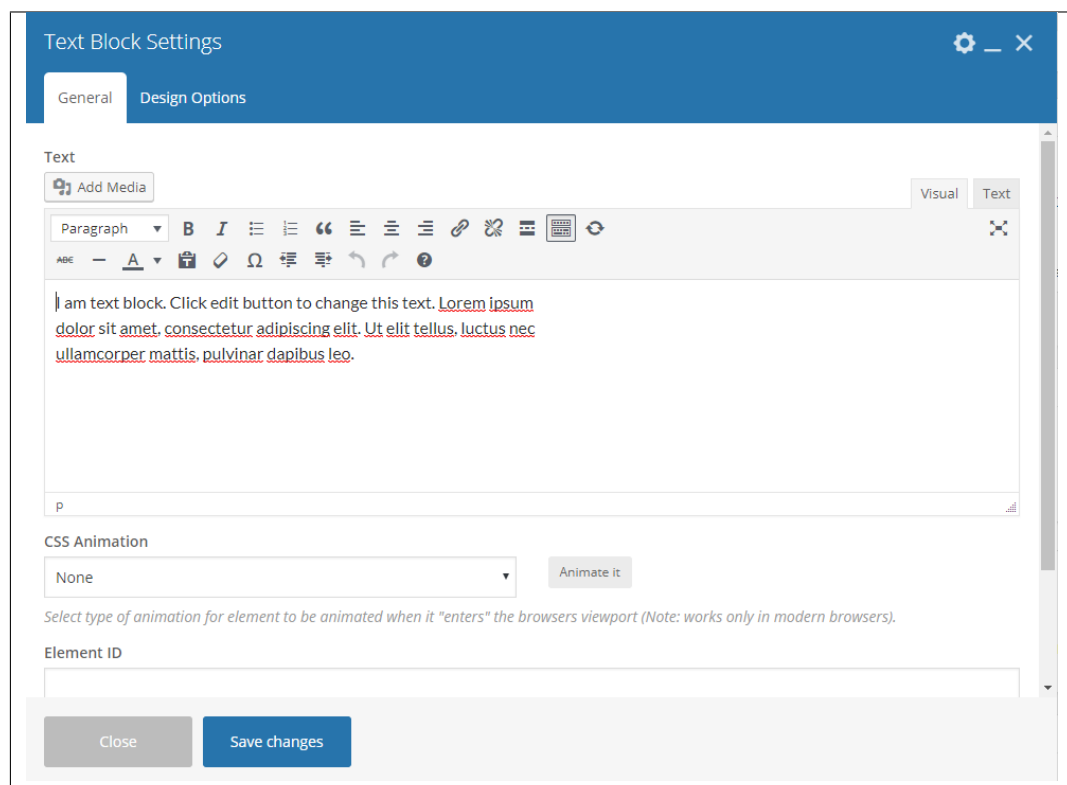 Text Block Settings
General Design Options
Text
Add Media
Visual Text
Paragraph B I
ABC A Ω
I am text block. Click edit button to change this text. Lorem ipsum
dolor sit amet, consectetur adipiscing elit. Ut elit tellus, luctus nec
ullamcorper mattis, pulvinar dapibus leo.
p
CSS Animation
None Animate it
Select type of animation for element to be animated when it "enters" the browsers viewport (Note: works only in modern browsers).
Element ID
Close Save changes